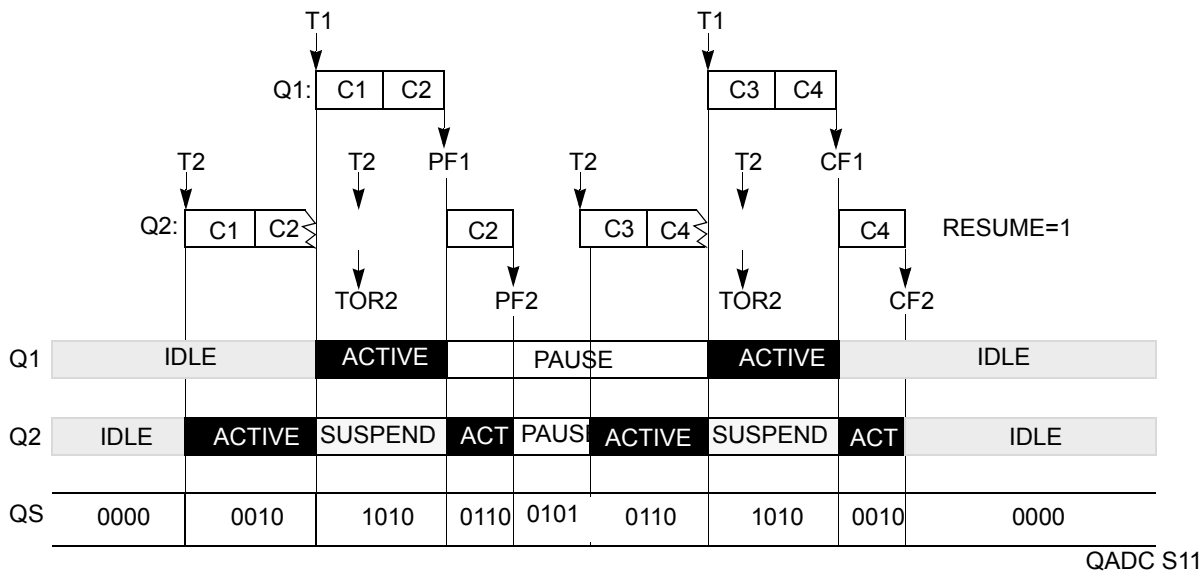 T1 T1
Q1: C1 C2 C3 C4
T2 T2 PF1 T2 T2 CF1
Q2: C1 C2 C2 C3 C4 C4 RESUME=1
TOR2 PF2 TOR2 CF2
Q1 IDLE ACTIVE PAUSE ACTIVE IDLE
Q2 IDLE ACTIVE SUSPEND ACT PAUSE ACTIVE SUSPEND ACT IDLE
QS 0000 0010 1010 0110 0101 0110 1010 0010 0000
QADC S11